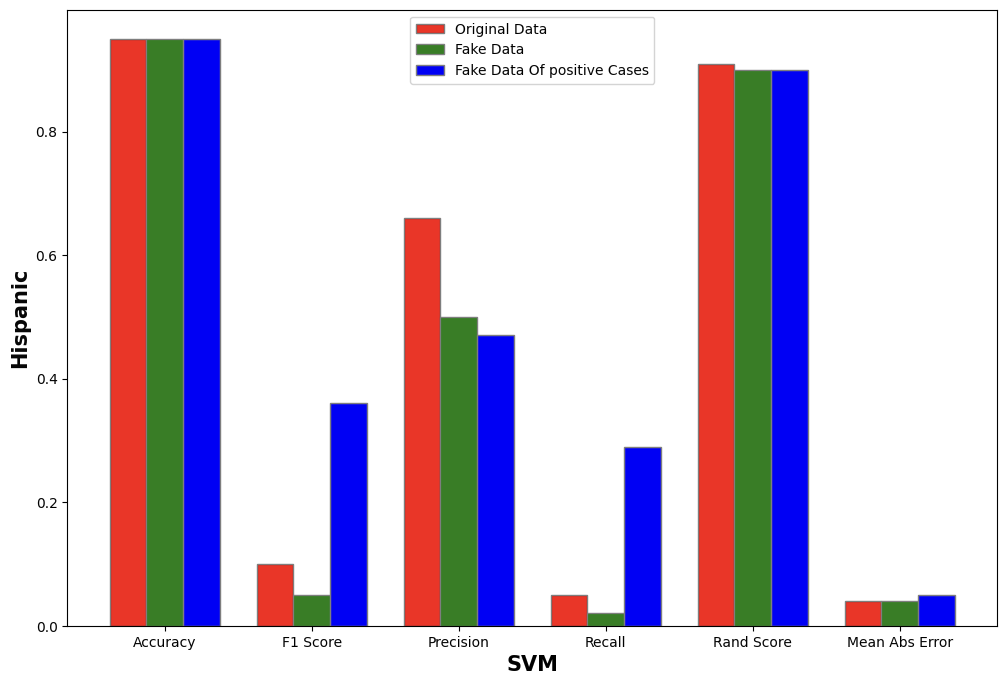 Original Data
Fake Data
Fake Data Of positive Cases
Hispanic
0.8
0.6
0.4
0.2
0.0
Accuracy
F1 Score
Precision
Recall
Rand Score
Mean Abs Error
SVM